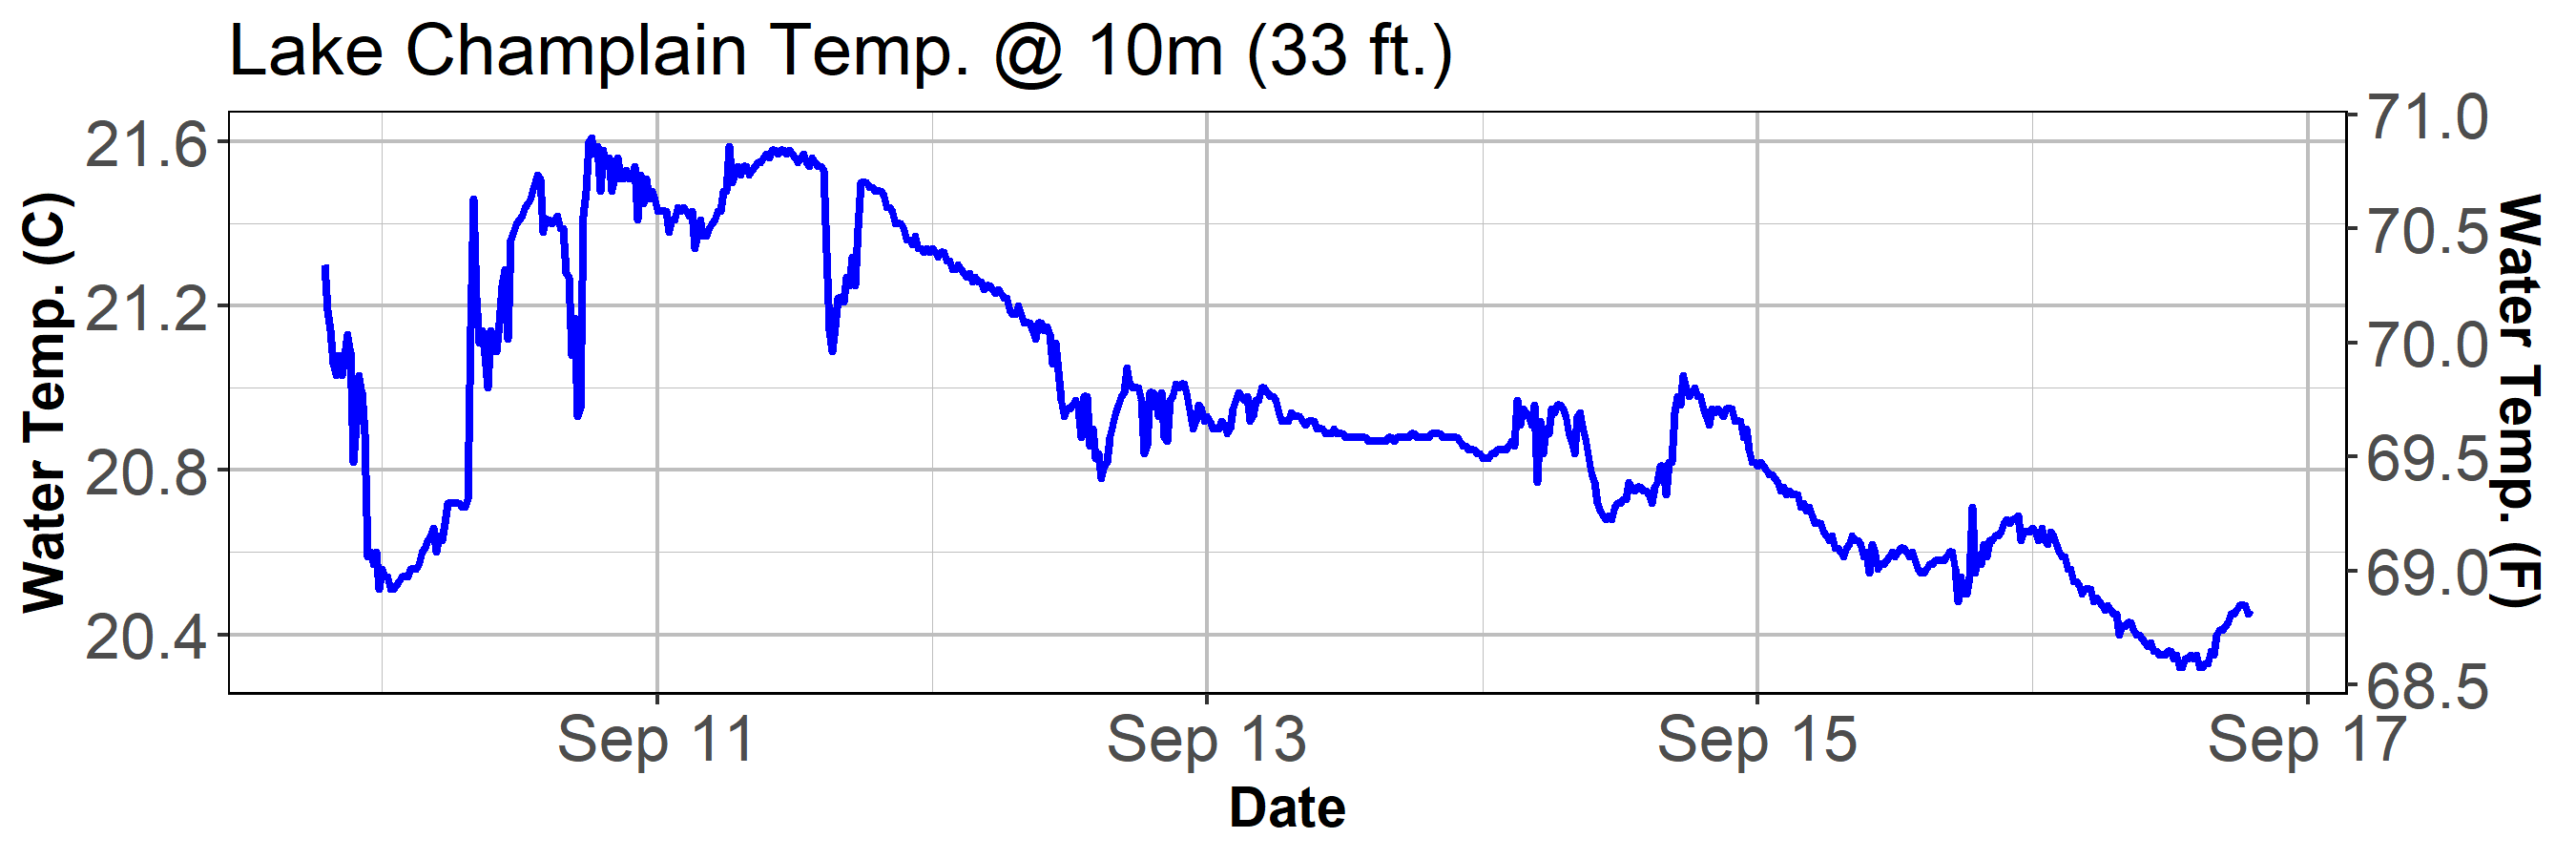 Lake Champlain Temp. @ 10m (33 ft.)
Water Temp. (C)
21.6
21.2
20.8
20.4
71.0
70.5
70.0
69.5
69.0
68.5
Water Temp. (F)
Sep 11
Sep 13
Sep 15
Sep 17
Date